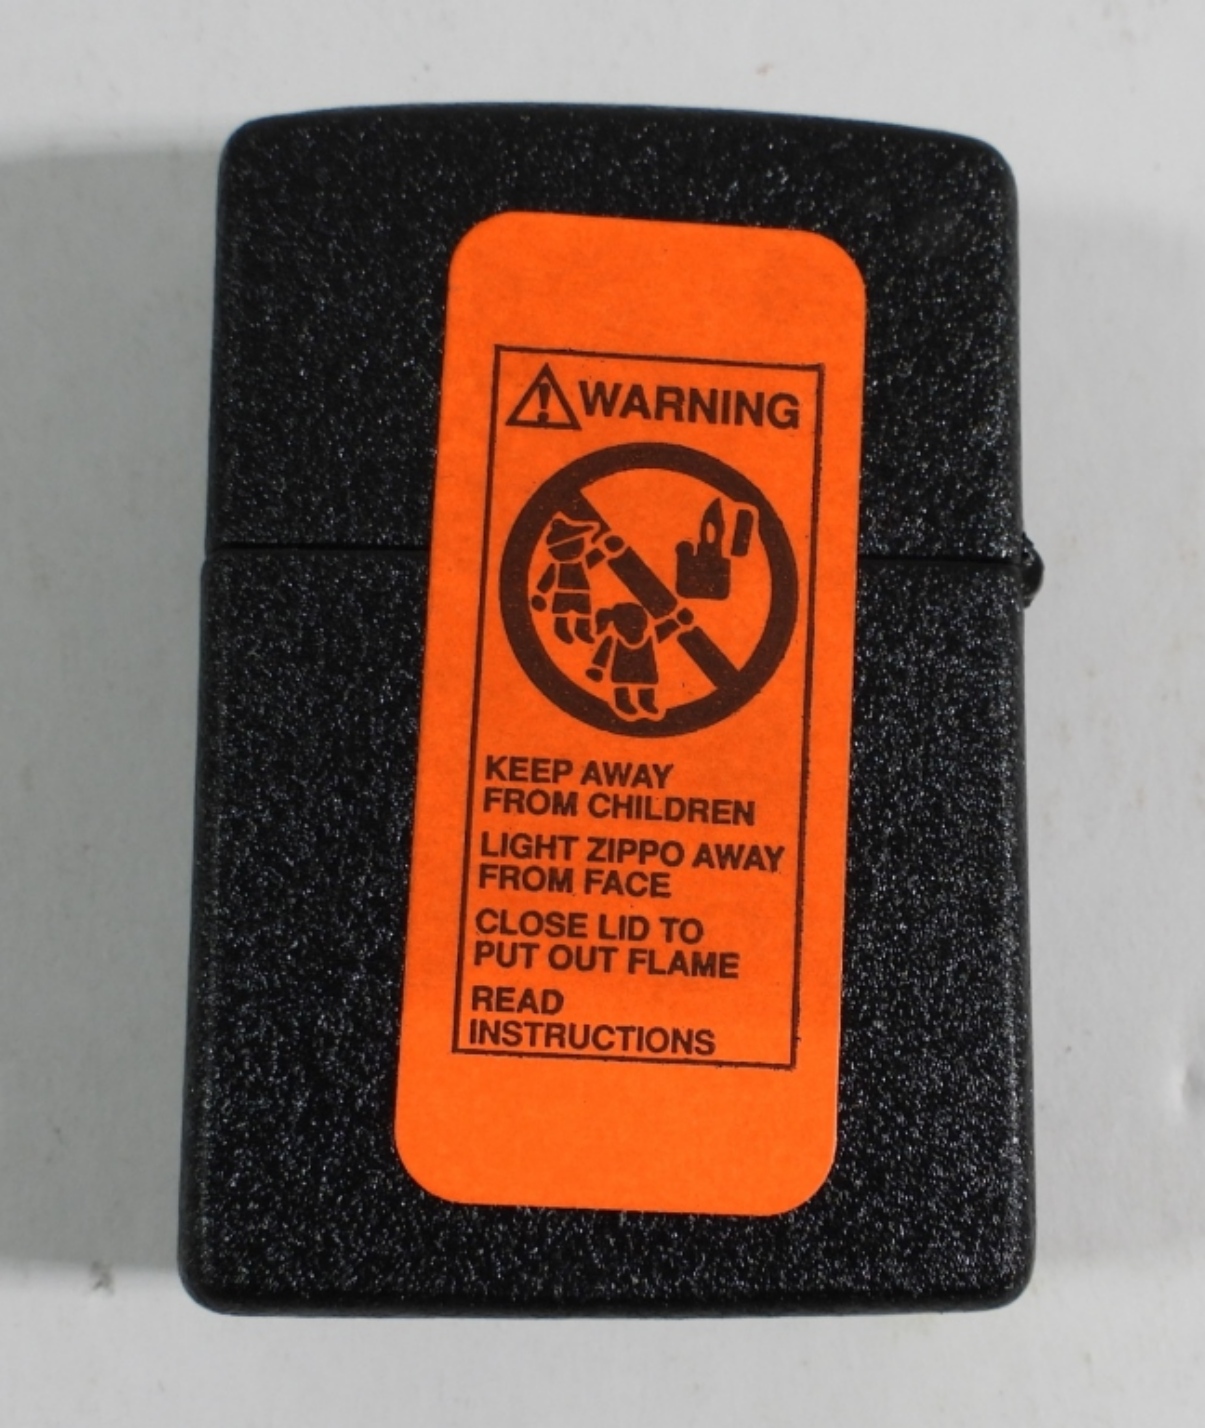 WARNING
KEEP AWAY
FROM CHILDREN
LIGHT ZIPPO AWAY
FROM FACE
CLOSE LID TO
PUT OUT FLAME
READ
INSTRUCTIONS